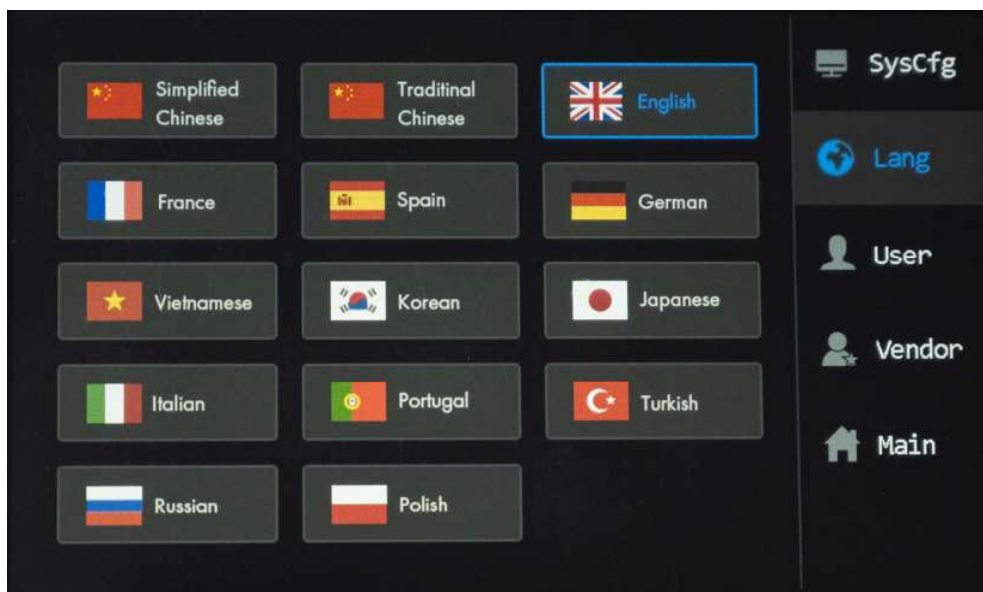 Simplified
Chinese
Traditinal
Chinese
English
France
Spain
German
Vietnamese
Korean
Japanese
Italian
Portugal
Turkish
Russian
Polish
SysCfg
Lang
User
Vendor
Main